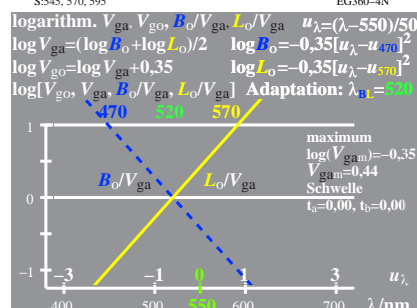 S:545, 570, 595 EG360-4N
logarithm. Vga, Vgo, Bo/Vga, Lo/Vga uλ=(λ−550)/50
log Vga=(log Bo+log Lo)/2 log Bo=−0,35[uλ−u470]²
log Vgo=log Vga+0,35 log Lo=−0,35[uλ−u570]²
log[Vgo, Vga, Bo/Vga, Lo/Vga] Adaptation: λBL=520
470 520 570
1
maximum
log(Vgam)=−0,35
Vgam=0,44
Schwelle
ta=0,00, tb=0,00
Bo/Vga Lo/Vga
0
−1
−3 −1 0 1 3 uλ
400 500 550 600 700 λ/nm